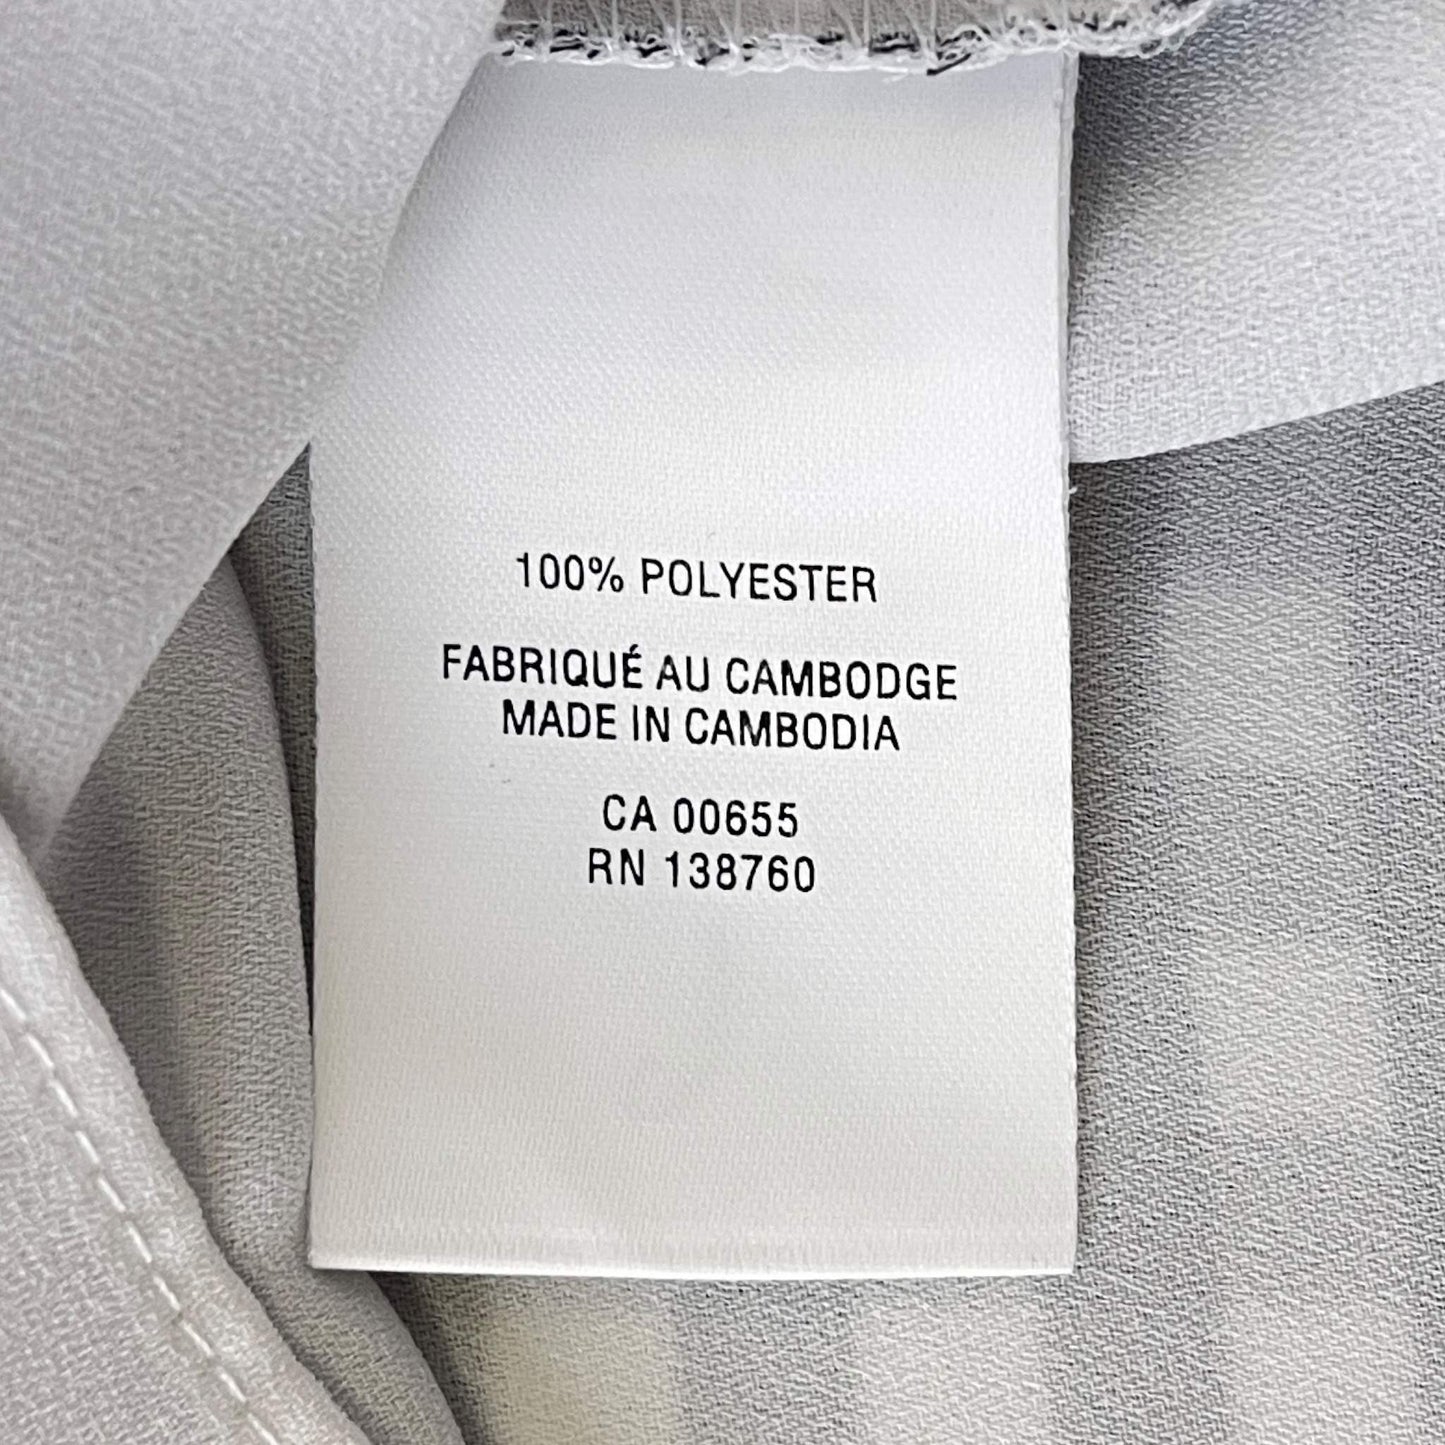 100% POLYESTER
FABRIQUÉ AU CAMBODGE
MADE IN CAMBODIA
CA 00655
RN 138760